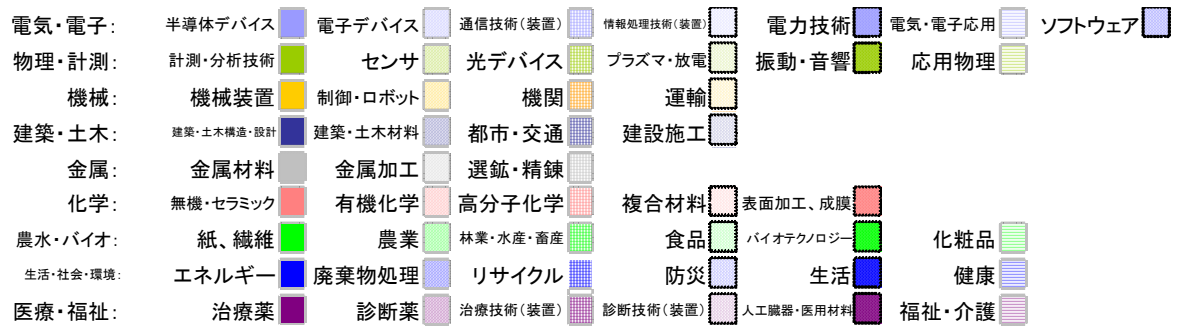 電気・電子: 半導体デバイス 電子デバイス 通信技術(装置) 情報処理技術(装置) 電力技術 電気・電子応用 ソフトウェア
物理・計測: 計測・分析技術 センサ 光デバイス プラズマ・放電 振動・音響 応用物理
機械: 機械装置 制御・ロボット 機関 運輸
建築・土木: 建築・土木構造・設計 建築・土木材料 都市・交通 建設施工
金属: 金属材料 金属加工 選鉱・精錬
化学: 無機・セラミック 有機化学 高分子化学 複合材料 表面加工、成膜
農水・バイオ: 紙、繊維 農業 林業・水産・畜産 食品 バイオテクノロジー 化粧品
生活・社会・環境: エネルギー 廃棄物処理 リサイクル 防災 生活 健康
医療・福祉: 治療薬 診断薬 治療技術(装置) 診断技術(装置) 人工臓器・医用材料 福祉・介護